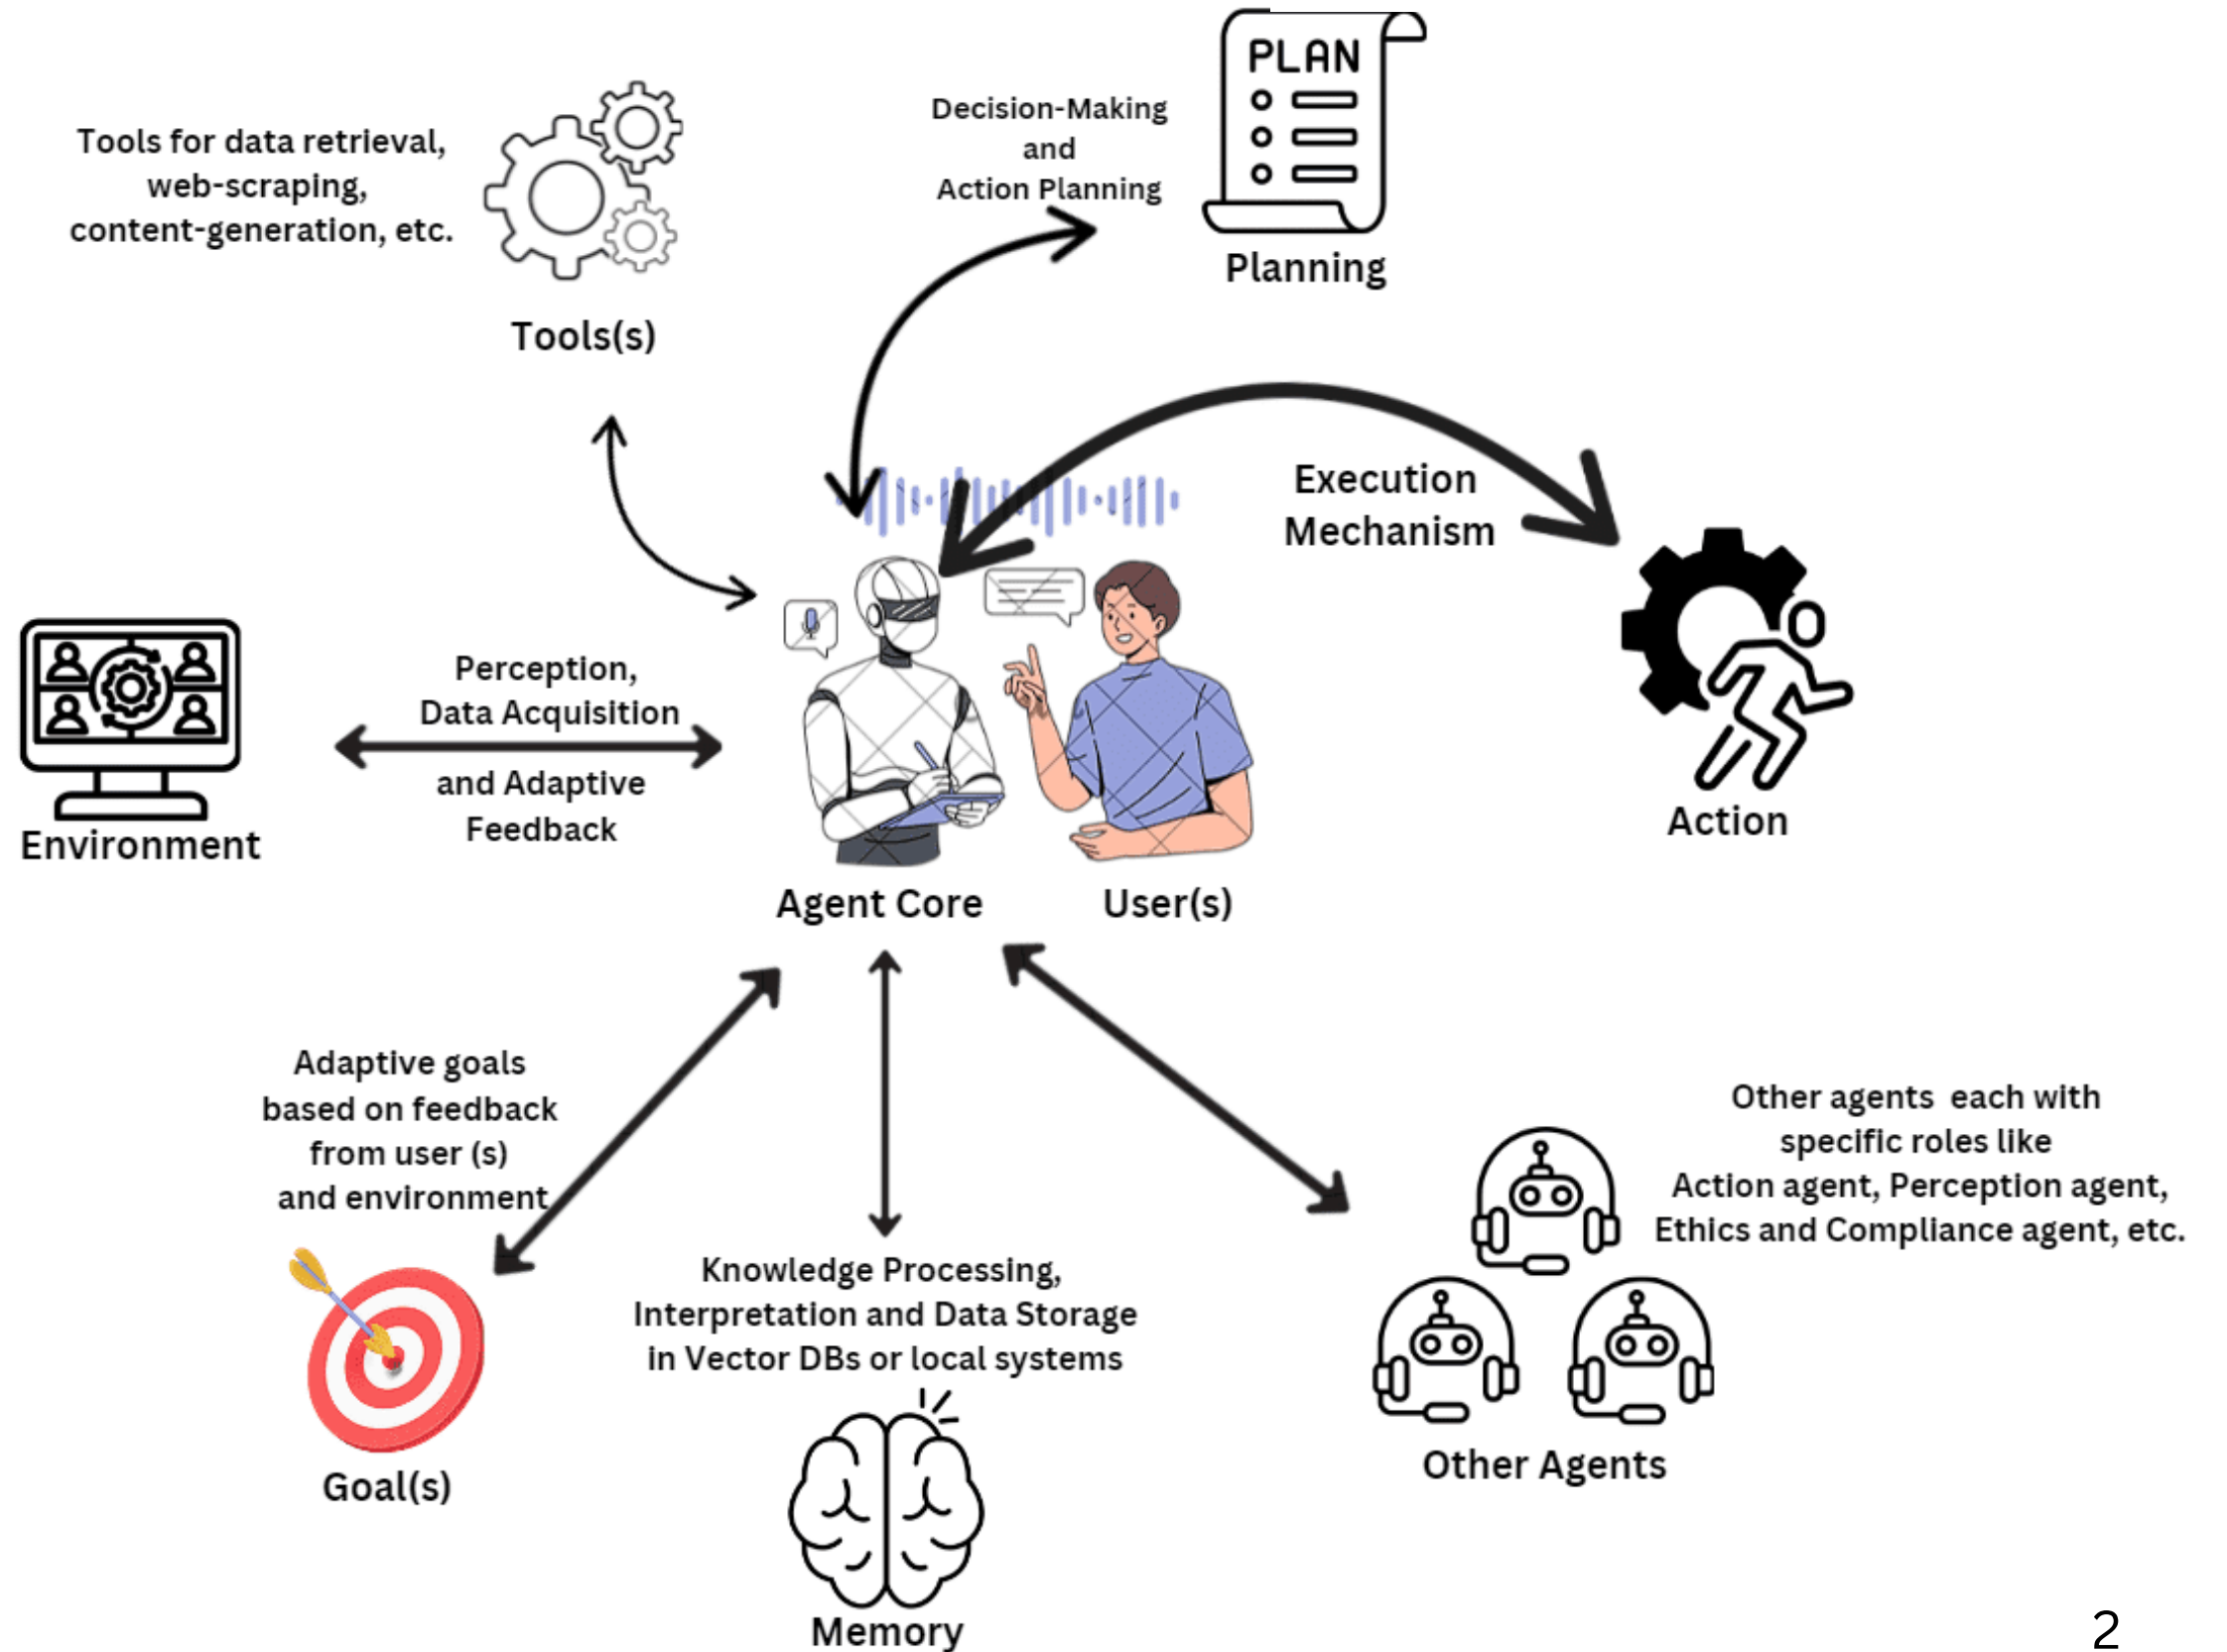 PLAN
Decision-Making
and
Action Planning
Planning
Tools for data retrieval,
web-scraping,
content-generation, etc.
Tools(s)
Execution
Mechanism
Action
Perception,
Data Acquisition
and Adaptive
Feedback
Environment
Agent Core
User(s)
Adaptive goals
based on feedback
from user (s)
and environment
Goal(s)
Knowledge Processing,
Interpretation and Data Storage
in Vector DBs or local systems
Memory
Other agents  each with
specific roles like
Action agent, Perception agent,
Ethics and Compliance agent, etc.
Other Agents
2